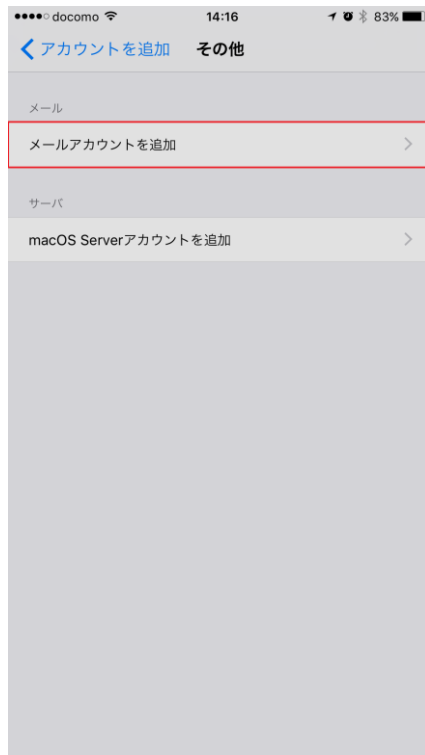 docomo 14:16 83%
アカウントを追加 その他
メール
メールアカウントを追加
サーバ
macOS Serverアカウントを追加